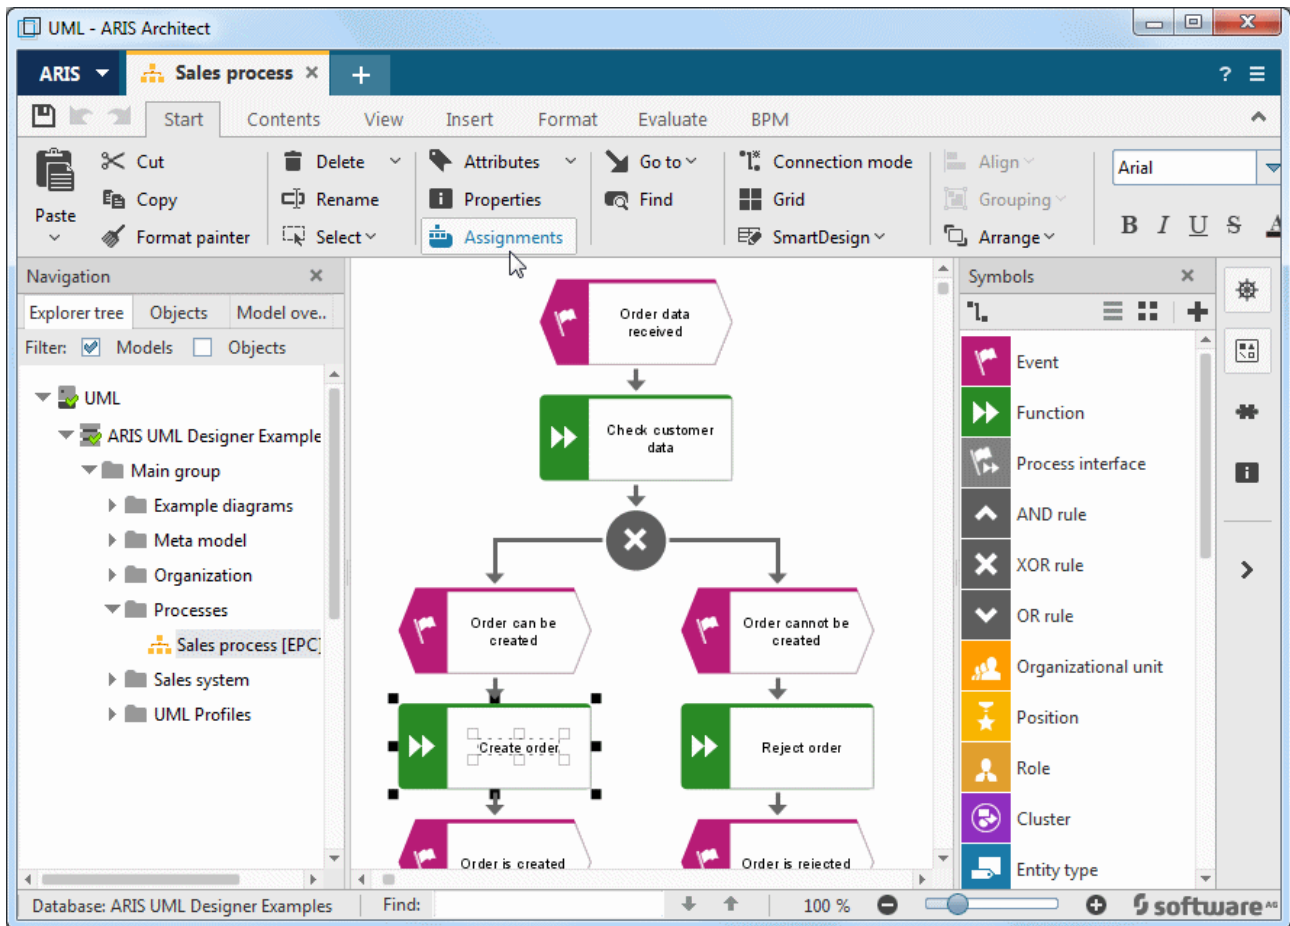 UML - ARIS Architect
ARIS
Sales process
?
Start Contents View Insert Format Evaluate BPM
Cut Delete Attributes Go to Connection mode Align Arial
Paste
Copy Rename Properties Find Grid Grouping
Format painter Select Assignments SmartDesign Arrange B I U S A
Navigation
Symbols
Explorer tree Objects Model ove..
Filter: Models Objects
UML
ARIS UML Designer Example
Main group
Example diagrams
Meta model
Organization
Processes
Sales process [EPC]
Sales system
UML Profiles
Order data
received
Check customer
data
Order can be
created
Order cannot be
created
Create order
Reject order
Order is created
Order is rejected
Event
Function
Process interface
AND rule
XOR rule
OR rule
Organizational unit
Position
Role
Cluster
Entity type
Database: ARIS UML Designer Examples
Find:
100 %
software AG